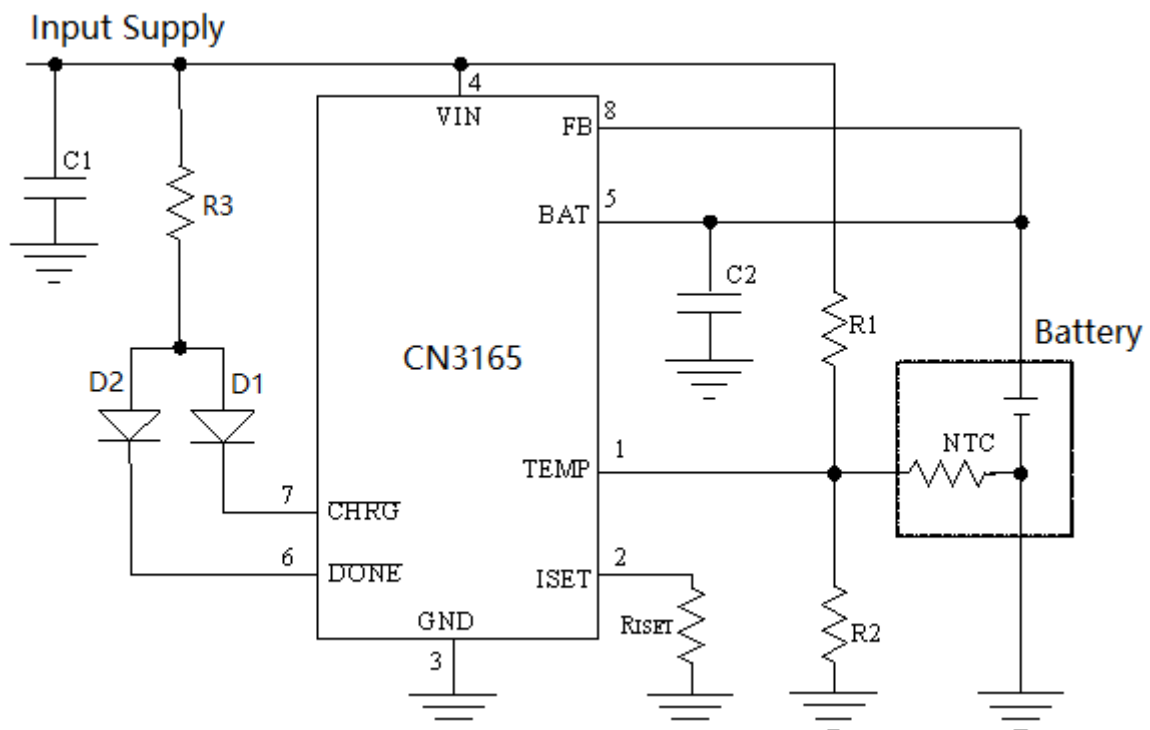 Input Supply
4
VIN
8
FB
C1
R3
5
BAT
C2
R1
CN3165
Battery
D2
D1
1
NTC
TEMP
7
CHRG
6
DONE
2
ISET
RISET
GND
R2
3